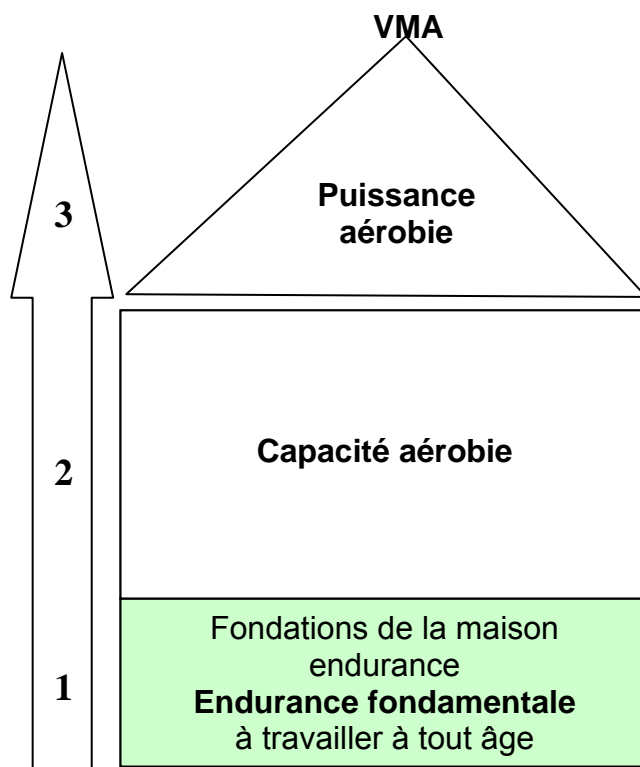 VMA
3
Puissance
aérobie
2
Capacité aérobie
1
Fondations de la maison
endurance
Endurance fondamentale
à travailler à tout âge